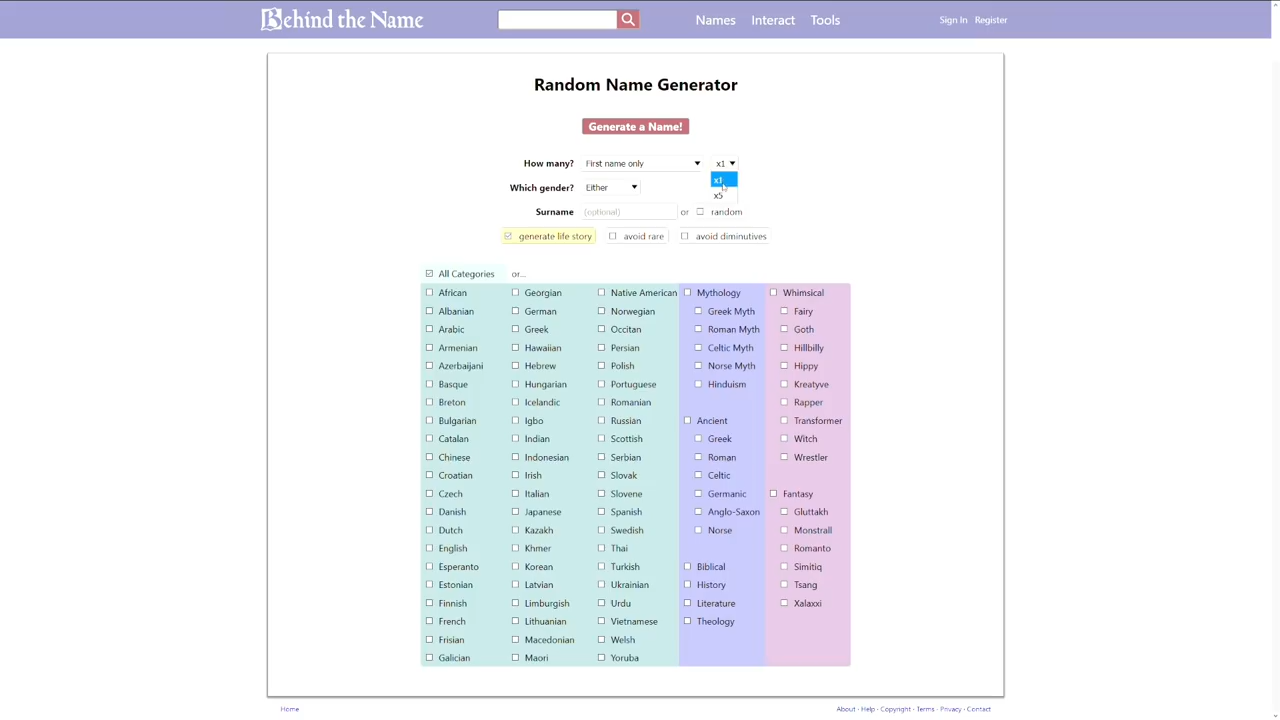 Behind the Name
Names Interact Tools
Sign In Register
Random Name Generator
Generate a Name!
How many? First name only x1
x1
x5
Which gender? Either
Surname (optional) or random
generate life story avoid rare avoid diminutives
All Categories or...
African Georgian Native American Mythology Whimsical
Albanian German Norwegian Greek Myth Fairy
Arabic Greek Occitan Roman Myth Goth
Armenian Hawaiian Persian Celtic Myth Hillbilly
Azerbaijani Hebrew Polish Norse Myth Hippy
Basque Hungarian Portuguese Hinduism Kreatyve
Breton Icelandic Romanian Rapper
Bulgarian Igbo Russian Ancient Transformer
Catalan Indian Scottish Greek Witch
Chinese Indonesian Serbian Roman Wrestler
Croatian Irish Slovak Celtic
Czech Italian Slovene Germanic Fantasy
Danish Japanese Spanish Anglo-Saxon Gluttakh
Dutch Kazakh Swedish Norse Monstrall
English Khmer Thai Romanto
Esperanto Korean Turkish Biblical Simitiq
Estonian Latvian Ukrainian History Tsang
Finnish Limburgish Urdu Literature Xalaxxi
French Lithuanian Vietnamese Theology
Frisian Macedonian Welsh
Galician Maori Yoruba
Home About · Help · Copyright · Terms · Privacy · Contact